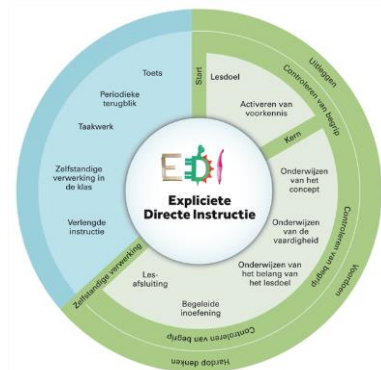 Toets
Periodieke
terugblik
Taakwerk
Zelfstandige
verwerking in
de klas
Verlengde
instructie
Zelfstandige verwerking
Start
Lesdoel
Activeren van
voorkennis
Kern
Onderwijzen
van het
concept
Onderwijzen
van de
vaardigheid
Onderwijzen van
het belang van
het lesdoel
Begeleide
inoefening
Les-
afsluiting
EDI
Expliciete
Directe Instructie
Uitleggen
Controleren van begrip
Controleren van begrip
Voordoen
Controleren van begrip
Hardop denken